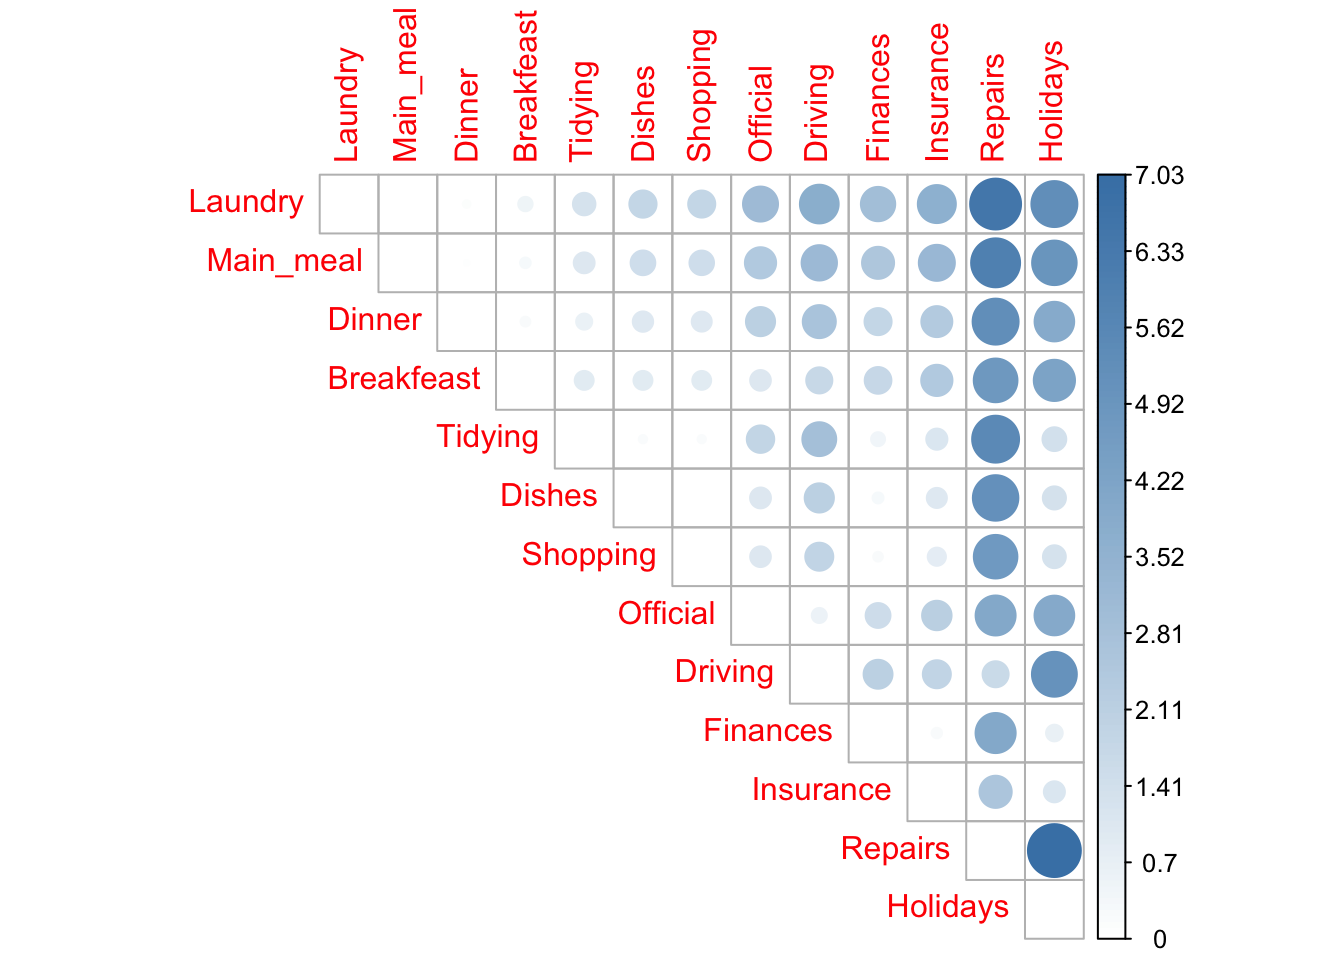 Laundry
Main_meal
Dinner
Breakfeast
Tidying
Dishes
Shopping
Official
Driving
Finances
Insurance
Repairs
Holidays
Laundry
Main_meal
Dinner
Breakfeast
Tidying
Dishes
Shopping
Official
Driving
Finances
Insurance
Repairs
Holidays
7.03
6.33
5.62
4.92
4.22
3.52
2.81
2.11
1.41
0.7
0